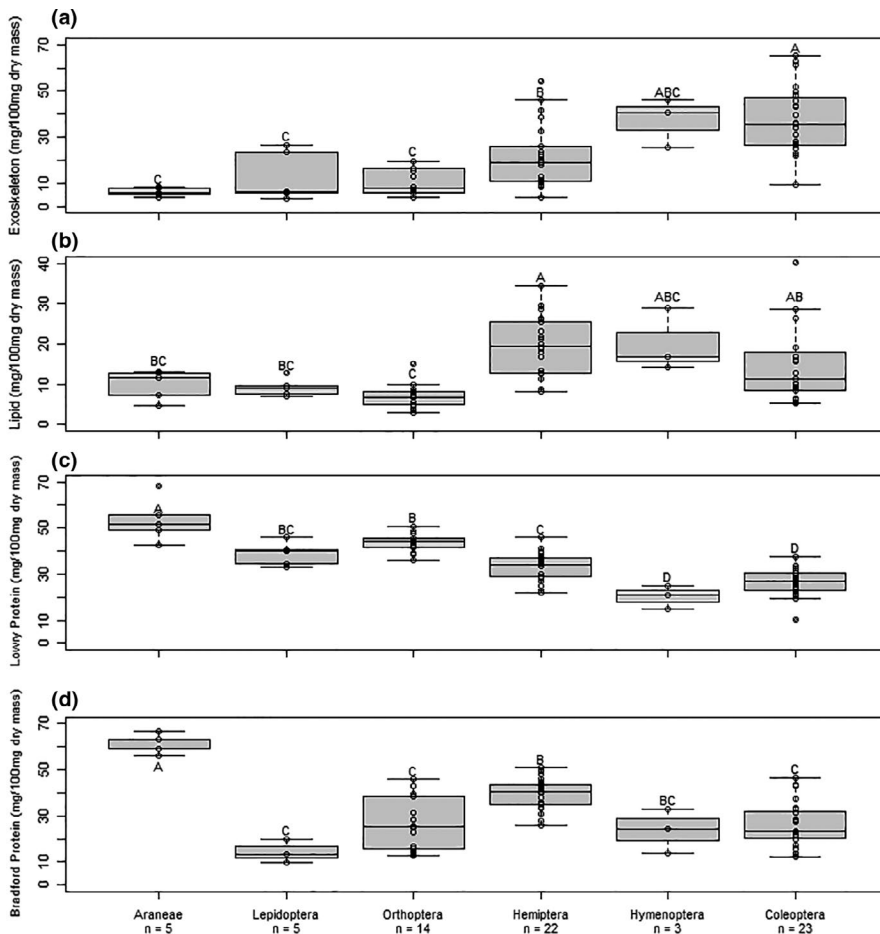 (a)
Exoskeleton (mg/100mg dry mass)
70
50
30
10
0
C
C
C
B
ABC
A
(b)
Lipid (mg/100mg dry mass)
40
30
20
10
0
BC
BC
C
A
ABC
AB
(c)
Lowry Protein (mg/100mg dry mass)
70
50
30
10
0
A
BC
B
C
D
D
(d)
Bradford Protein (mg/100mg dry mass)
70
50
30
10
0
A
C
C
B
BC
C
Araneae Lepidoptera Orthoptera Hemiptera Hymenoptera Coleoptera
n = 5 n = 5 n = 14 n = 22 n = 3 n = 23